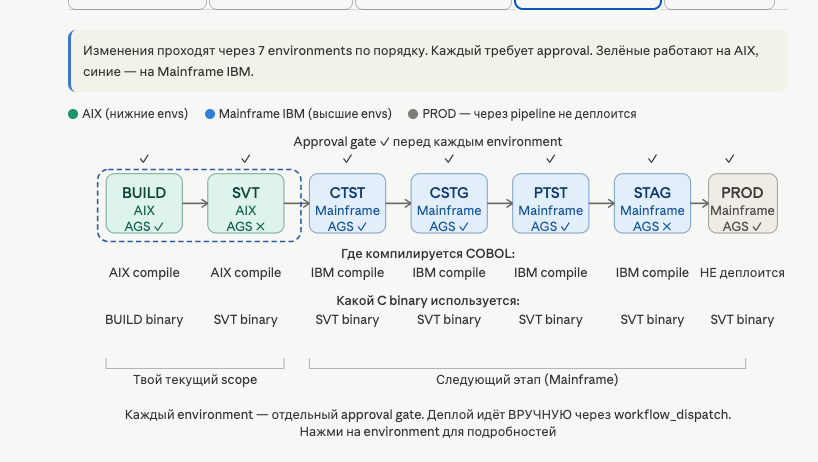 Изменения проходят через 7 environments по порядку. Каждый требует approval. Зелёные работают на AIX,
синие — на Mainframe IBM.
AIX (нижние envs) Mainframe IBM (высшие envs) PROD — через pipeline не деплоится
Approval gate ✓ перед каждым environment
✓ ✓ ✓ ✓ ✓ ✓ ✓
BUILD SVT CTST CSTG PTST STAG PROD
AIX AIX Mainframe Mainframe Mainframe Mainframe Mainframe
AGS ✓ AGS ✕ AGS ✓ AGS ✓ AGS ✓ AGS ✕ AGS ✓
Где компилируется COBOL:
AIX compile AIX compile IBM compile IBM compile IBM compile IBM compile НЕ деплоится
Какой C binary используется:
BUILD binary SVT binary SVT binary SVT binary SVT binary SVT binary SVT binary
Твой текущий scope Следующий этап (Mainframe)
Каждый environment — отдельный approval gate. Деплой идёт ВРУЧНУЮ через workflow_dispatch.
Нажми на environment для подробностей